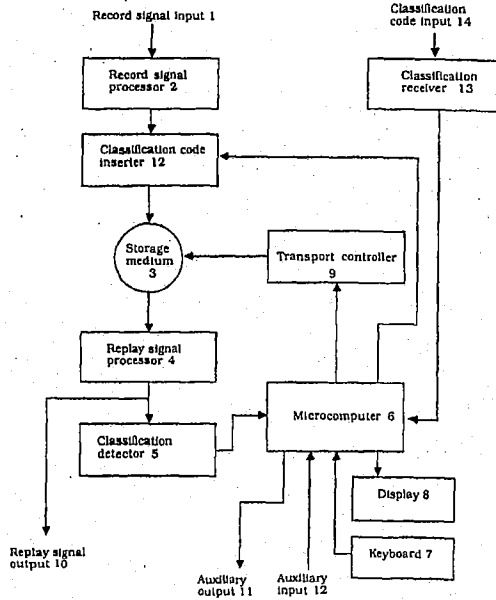 Record signal input 1
Classification
code input 14
Record signal
processor 2
Classification
receiver 13
Classification code
inserter 12
Storage
medium
3
Transport controller
9
Replay signal
processor 4
Microcomputer 6
Classification
detector 5
Display 8
Keyboard 7
Replay signal
output 10
Auxiliary
output 11
Auxiliary
input 12